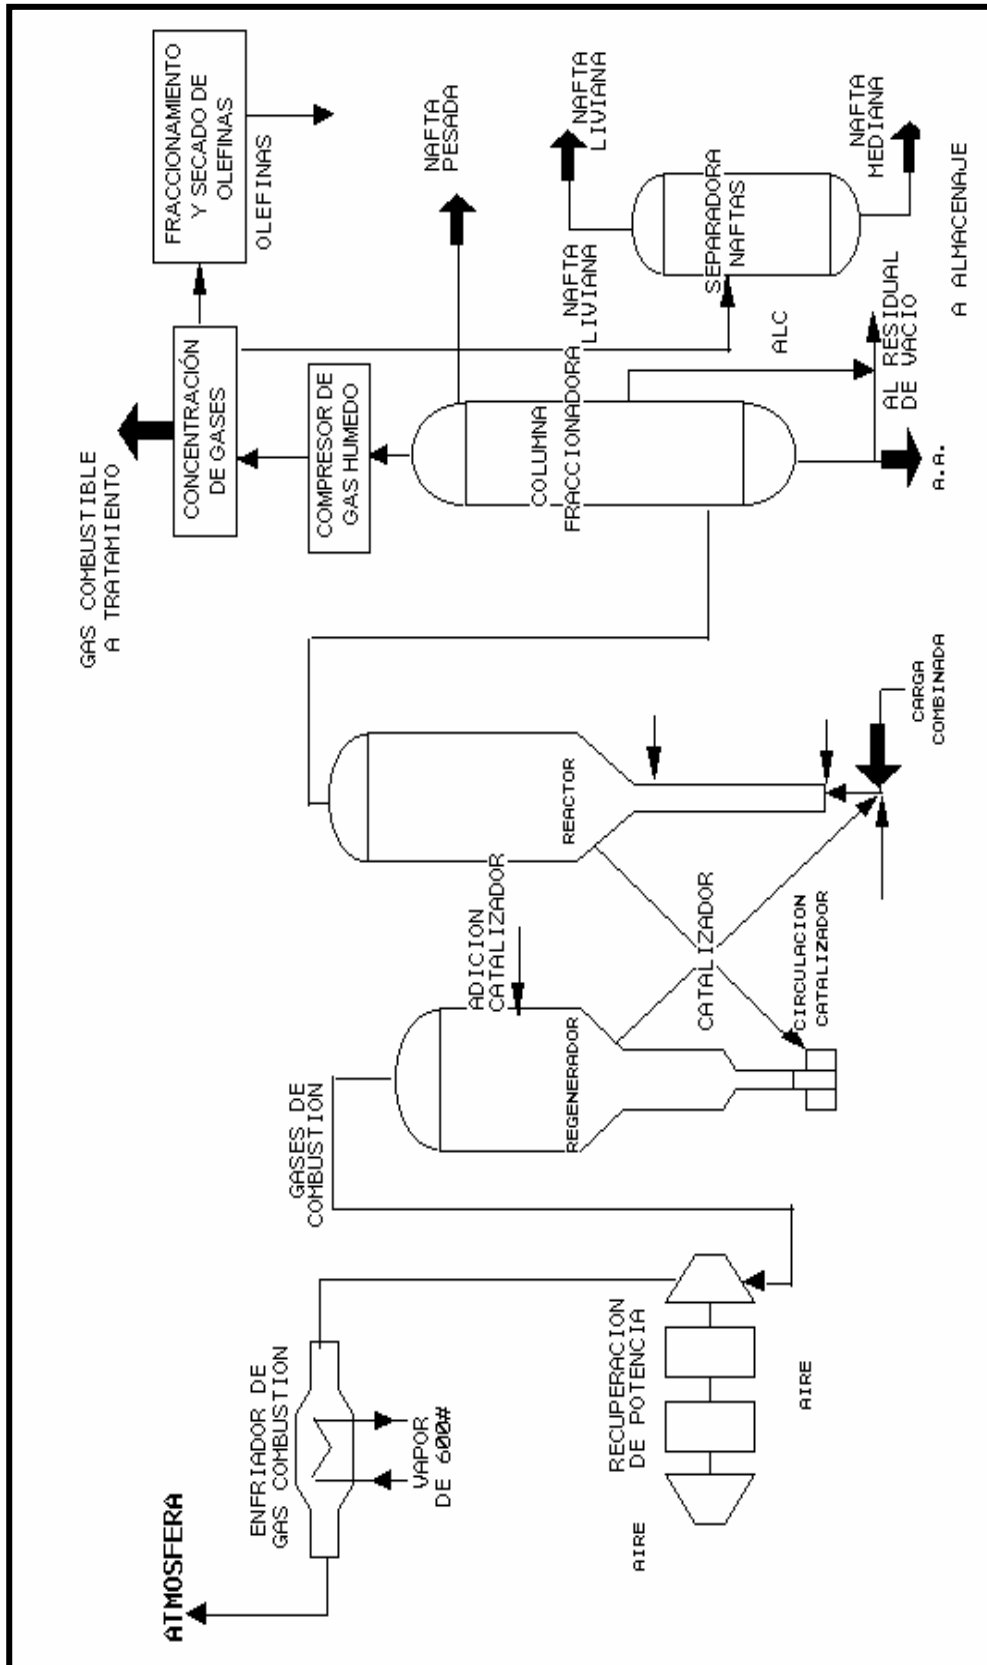 ATMOSFERA
ENFRIADOR DE
GAS COMBUSTION
VAPOR
DE 600#
GASES DE
COMBUSTION
RECUPERACION
DE POTENCIA
AIRE
AIRE
REGENERADOR
ADICION
CATALIZADOR
CATALIZADOR
CIRCULACION
CATALIZADOR
REACTOR
CARGA
COMBINADA
GAS COMBUSTIBLE
A TRATAMIENTO
CONCENTRACIÓN
DE GASES
COMPRESOR DE
GAS HUMEDO
COLUMNA
FRACCIONADORA
FRACCIONAMIENTO
Y SECADO DE
OLEFINAS
OLEFINAS
NAFTA
PESADA
NAFTA
LIVIANA
NAFTA
LIVIANA
SEPARADORA
NAFTAS
NAFTA
MEDIANA
ALC
AL RESIDUAL
DE VACIO
A.A.
A ALMACENAJE